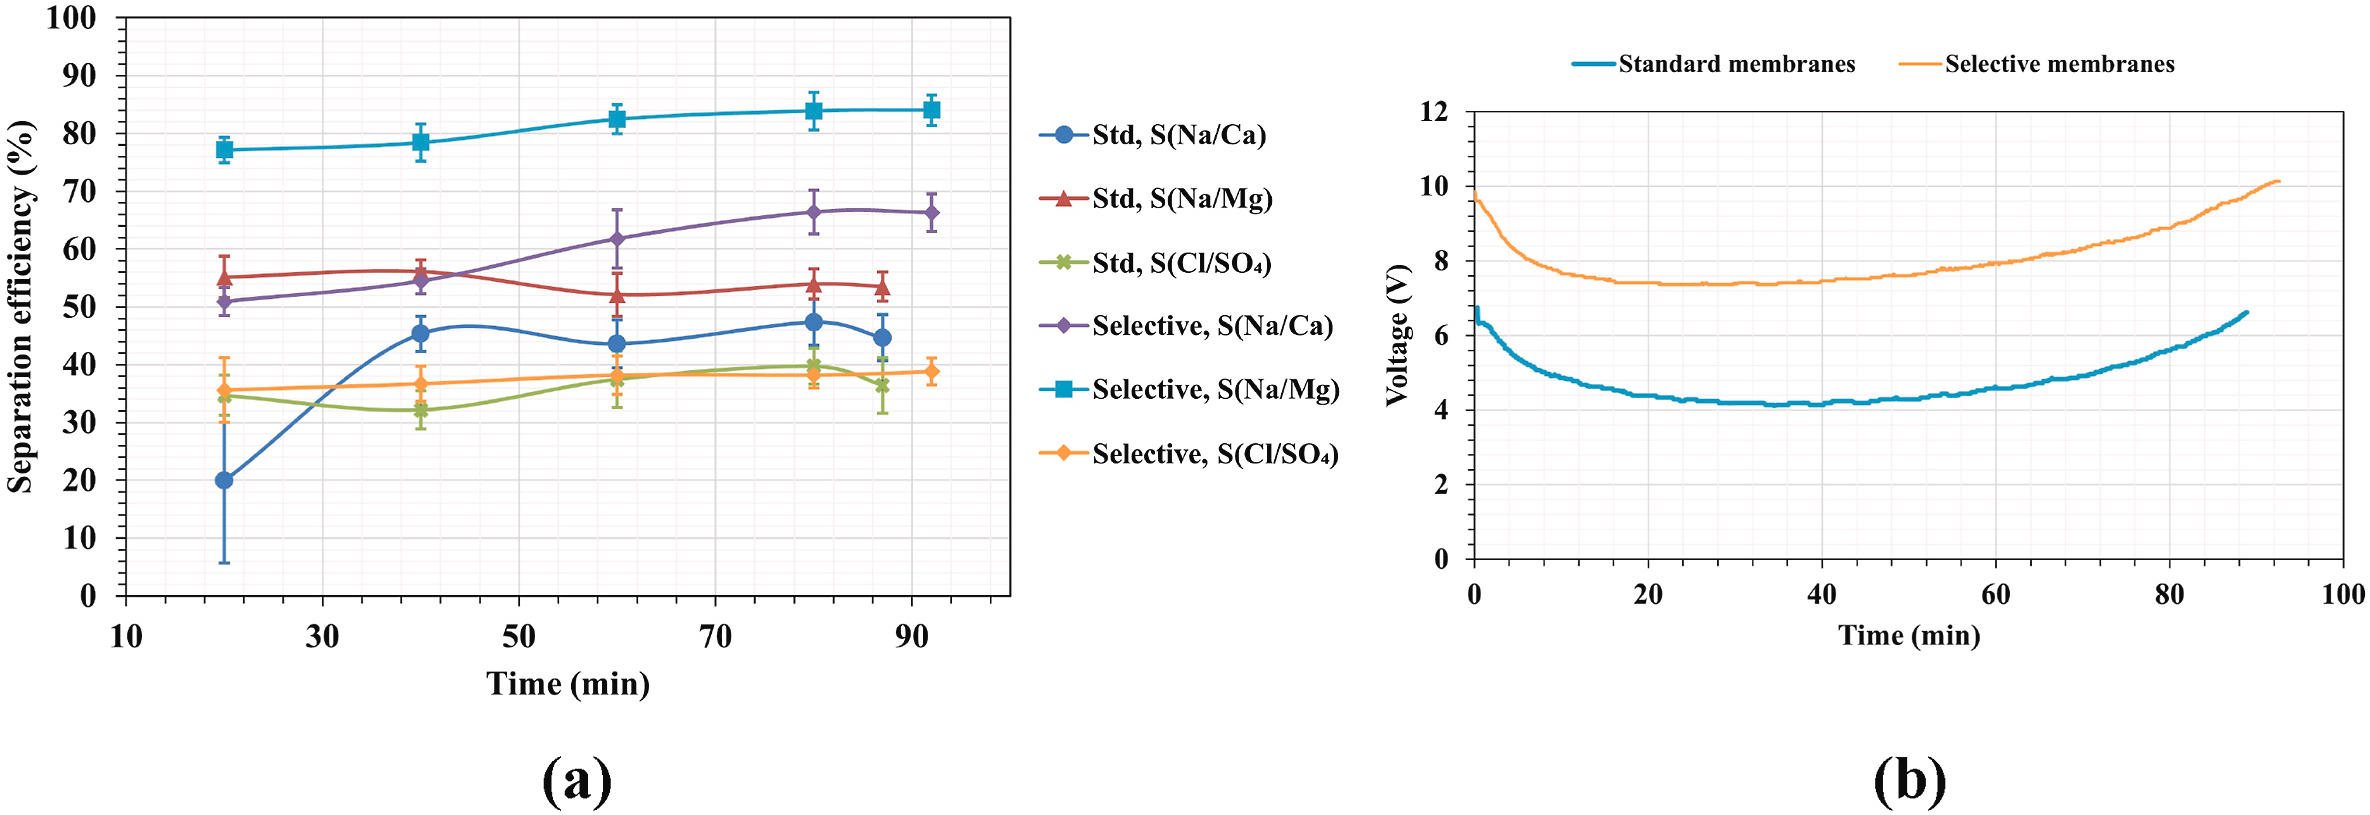 100
90
80
70
60
50
40
30
20
10
0
Separation efficiency (%)
10 30 50 70 90
Time (min)
Std, S(Na/Ca)
Std, S(Na/Mg)
Std, S(Cl/SO₄)
Selective, S(Na/Ca)
Selective, S(Na/Mg)
Selective, S(Cl/SO₄)
(a)
Standard membranes Selective membranes
12
10
8
6
4
2
0
Voltage (V)
0 20 40 60 80 100
Time (min)
(b)